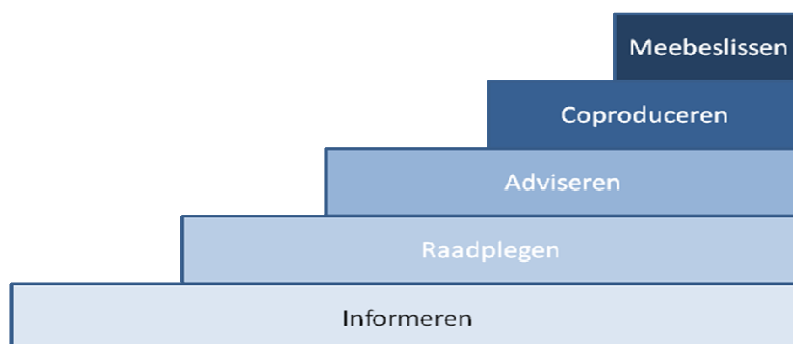 Meebeslissen
Coproduceren
Adviseren
Raadplegen
Informeren